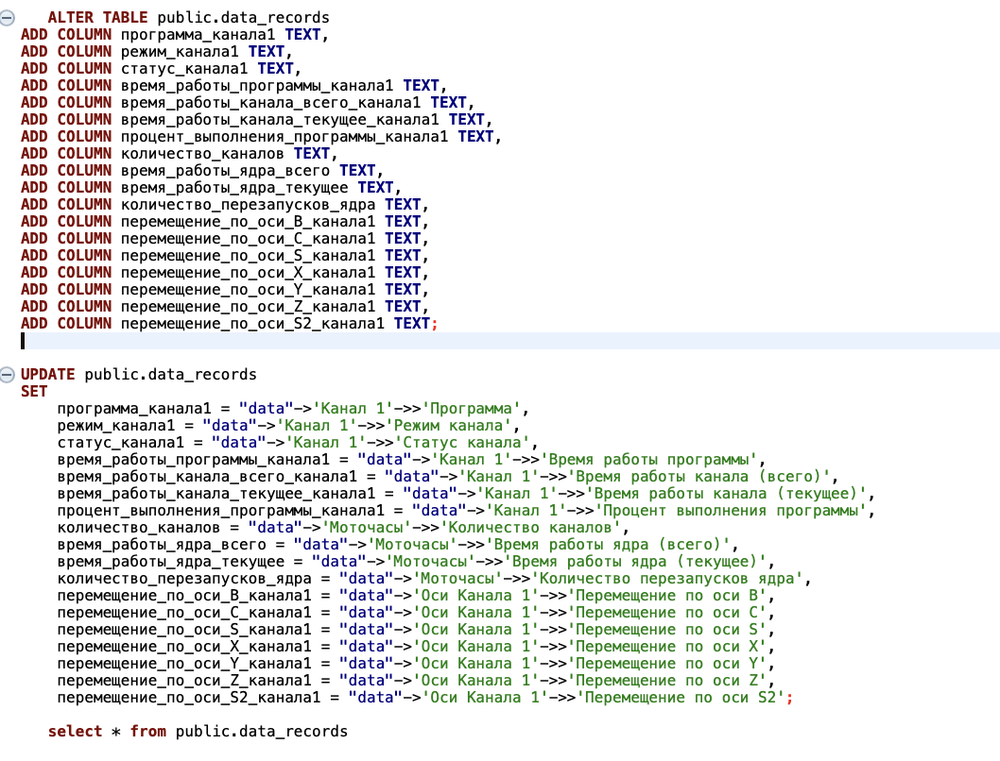 ALTER TABLE public.data_records
ADD COLUMN программа_канала1 TEXT,
ADD COLUMN режим_канала1 TEXT,
ADD COLUMN статус_канала1 TEXT,
ADD COLUMN время_работы_программы_канала1 TEXT,
ADD COLUMN время_работы_канала_всего_канала1 TEXT,
ADD COLUMN время_работы_канала_текущее_канала1 TEXT,
ADD COLUMN процент_выполнения_программы_канала1 TEXT,
ADD COLUMN количество_каналов TEXT,
ADD COLUMN время_работы_ядра_всего TEXT,
ADD COLUMN время_работы_ядра_текущее TEXT,
ADD COLUMN количество_перезапусков_ядра TEXT,
ADD COLUMN перемещение_по_оси_B_канала1 TEXT,
ADD COLUMN перемещение_по_оси_C_канала1 TEXT,
ADD COLUMN перемещение_по_оси_S_канала1 TEXT,
ADD COLUMN перемещение_по_оси_X_канала1 TEXT,
ADD COLUMN перемещение_по_оси_Y_канала1 TEXT,
ADD COLUMN перемещение_по_оси_Z_канала1 TEXT,
ADD COLUMN перемещение_по_оси_S2_канала1 TEXT;
UPDATE public.data_records
SET
программа_канала1 = "data"->'Канал 1'->>'Программа',
режим_канала1 = "data"->'Канал 1'->>'Режим канала',
статус_канала1 = "data"->'Канал 1'->>'Статус канала',
время_работы_программы_канала1 = "data"->'Канал 1'->>'Время работы программы',
время_работы_канала_всего_канала1 = "data"->'Канал 1'->>'Время работы канала (всего)',
время_работы_канала_текущее_канала1 = "data"->'Канал 1'->>'Время работы канала (текущее)',
процент_выполнения_программы_канала1 = "data"->'Канал 1'->>'Процент выполнения программы',
количество_каналов = "data"->'Моточасы'->>'Количество каналов',
время_работы_ядра_всего = "data"->'Моточасы'->>'Время работы ядра (всего)',
время_работы_ядра_текущее = "data"->'Моточасы'->>'Время работы ядра (текущее)',
количество_перезапусков_ядра = "data"->'Моточасы'->>'Количество перезапусков ядра',
перемещение_по_оси_B_канала1 = "data"->'Оси Канала 1'->>'Перемещение по оси B',
перемещение_по_оси_C_канала1 = "data"->'Оси Канала 1'->>'Перемещение по оси C',
перемещение_по_оси_S_канала1 = "data"->'Оси Канала 1'->>'Перемещение по оси S',
перемещение_по_оси_X_канала1 = "data"->'Оси Канала 1'->>'Перемещение по оси X',
перемещение_по_оси_Y_канала1 = "data"->'Оси Канала 1'->>'Перемещение по оси Y',
перемещение_по_оси_Z_канала1 = "data"->'Оси Канала 1'->>'Перемещение по оси Z',
перемещение_по_оси_S2_канала1 = "data"->'Оси Канала 1'->>'Перемещение по оси S2';
select * from public.data_records